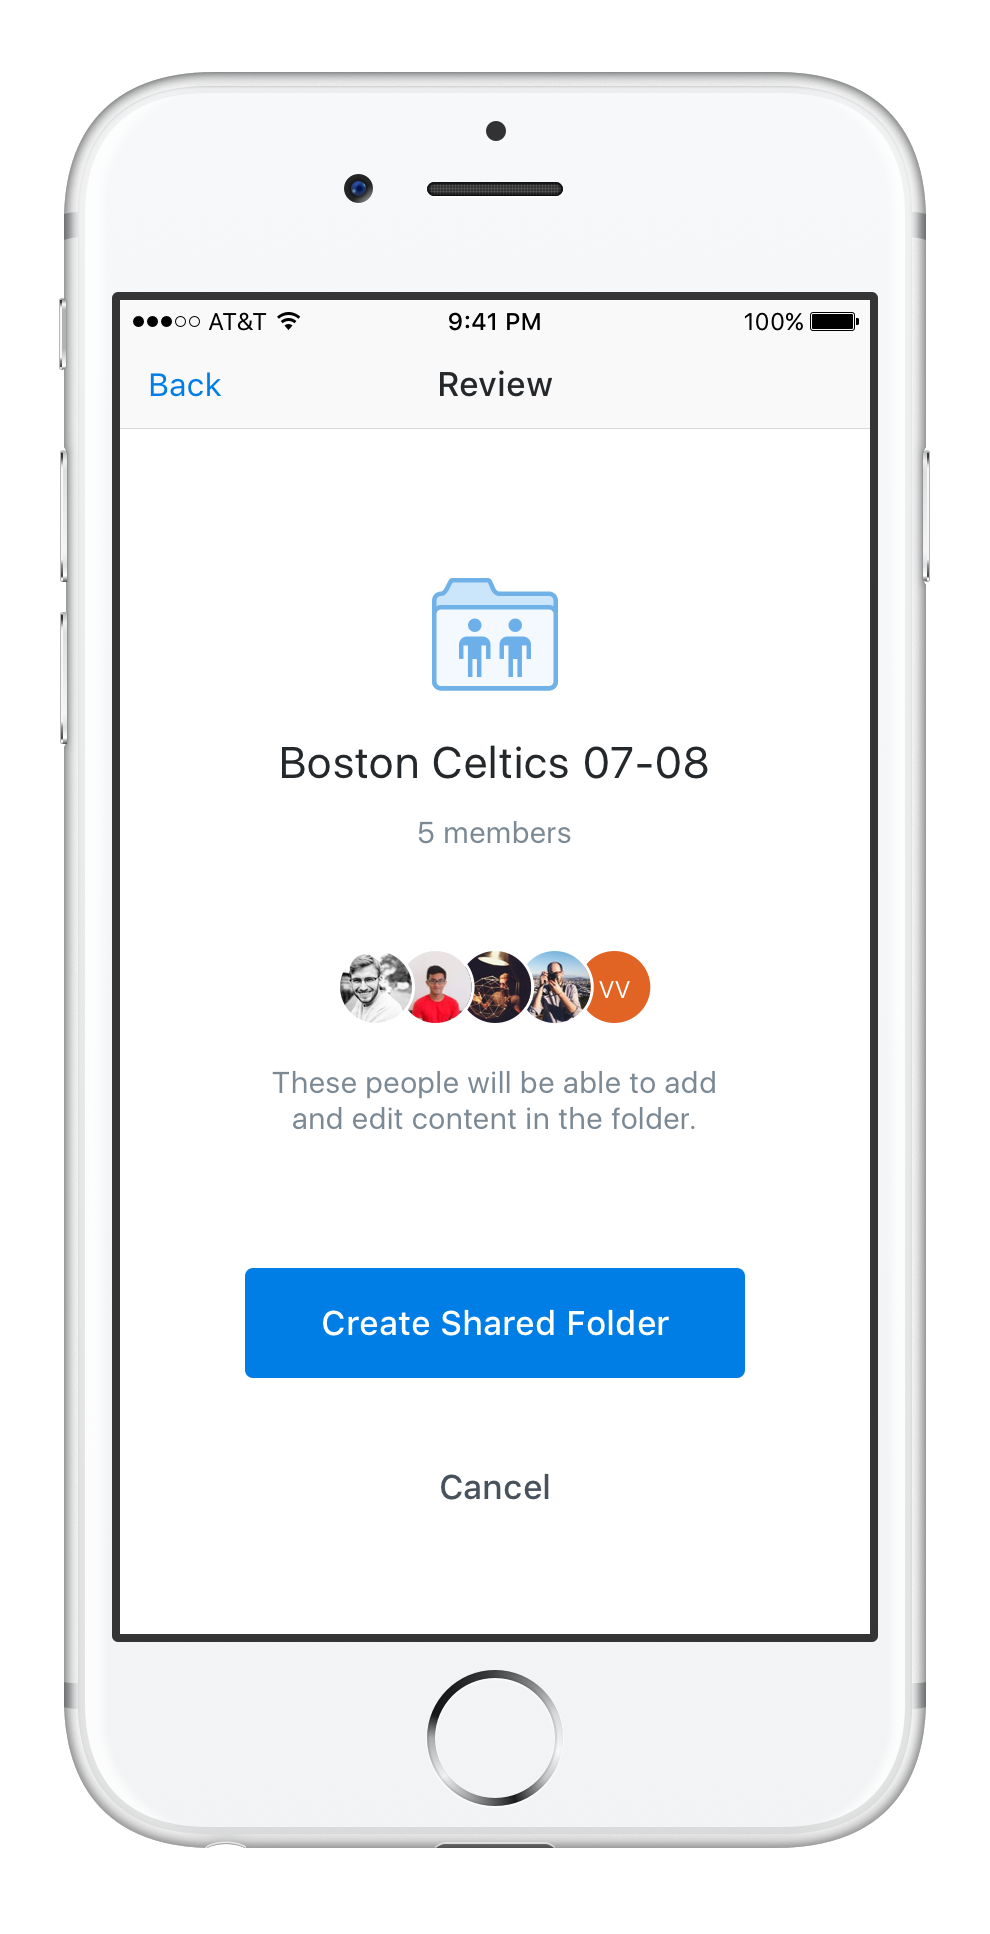 AT&T 9:41 PM 100%
Back Review
Boston Celtics 07-08
5 members
VV
These people will be able to add
and edit content in the folder.
Create Shared Folder
Cancel